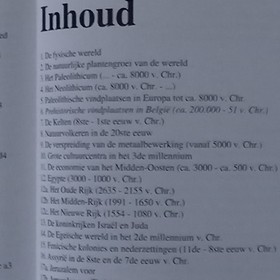 Inhoud
1. De fysische wereld
2. De natuurlijke plantengroei van de wereld
3. Het Paleolithicum (... - ca. 8000 v. Chr.)
4. Het Neolithicum (ca. 8000 v. Chr. - ...)
5. Paleolithische vindplaatsen in Europa tot ca. 8000 v. Chr.
6. Prehistorische vindplaatsen in België (ca. 200.000 - 51 v. Chr.)
7. De Kelten (8ste - 1ste eeuw v. Chr.)
8. Natuurvolkeren in de 20ste eeuw
9. De verspreiding van de metaalbewerking (vanaf 5000 v. Chr.)
10. Grote cultuurcentra in het 3de millennium
11. De economie van het Midden-Oosten (ca. 3000 - ca. 500 v. Chr.)
12. Egypte (3000 - 1000 v. Chr.)
12a. Het Oude Rijk (2635 - 2155 v. Chr.)
12b. Het Midden-Rijk (1991 - 1650 v. Chr.)
12c. Het Nieuwe Rijk (1554 - 1080 v. Chr.)
13. De koninkrijken Israël en Juda
14. De Egeische wereld in het 2de millennium v. Chr.
15. Fenicische kolonies en nederzettingen (11de - 8ste eeuw v. Chr.)
16. Assyrië in de 8ste en de 7de eeuw v. Chr.
17a. Jeruzalem voor